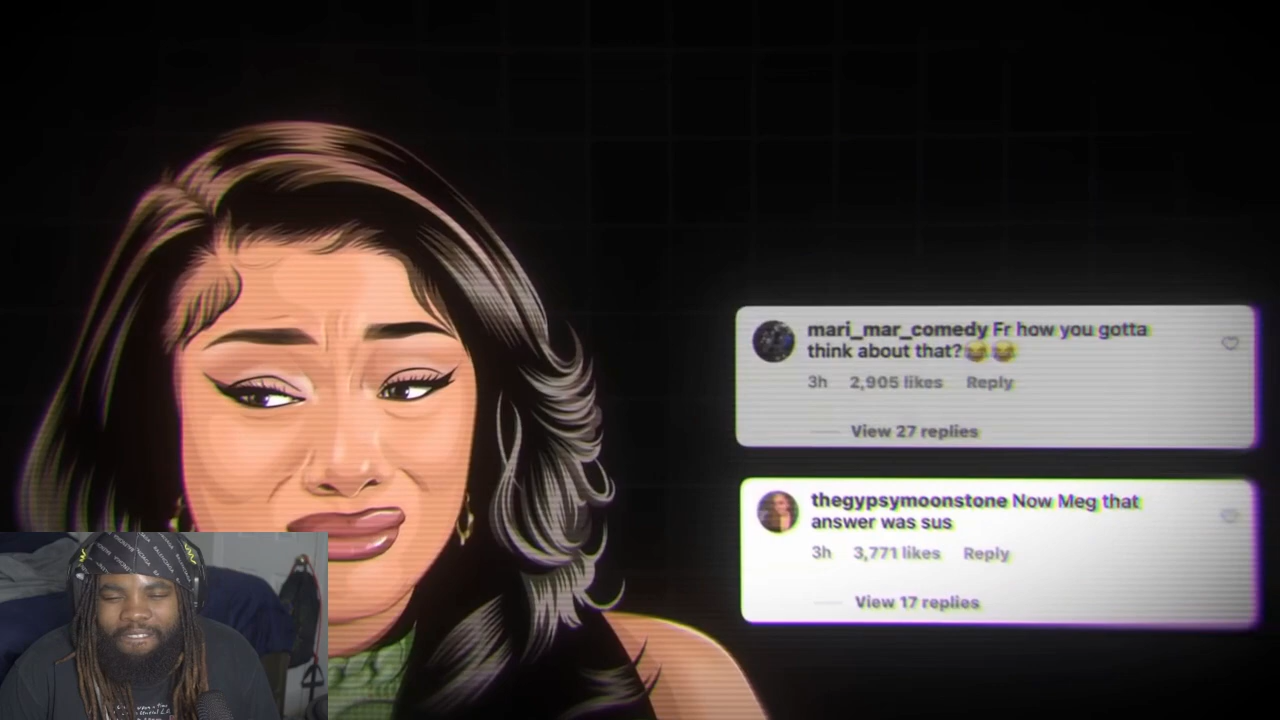 mari_mar_comedy Fr how you gotta
think about that?😂😂
3h 2,905 likes Reply
View 27 replies
thegypsymoonstone Now Meg that
answer was sus
3h 3,771 likes Reply
View 17 replies